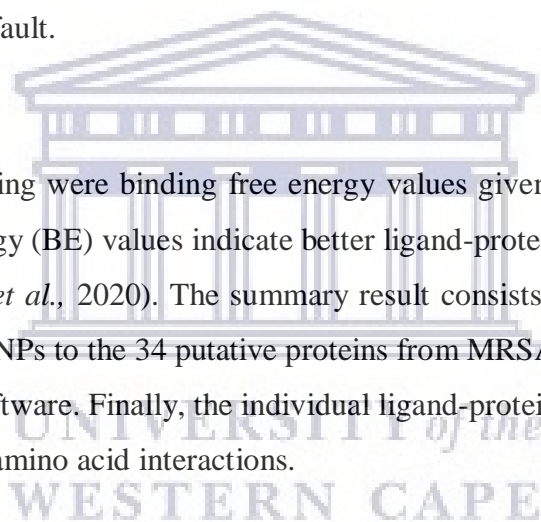 fault.
ing were binding free energy values given
gy (BE) values indicate better ligand-prote
et al., 2020). The summary result consists
NPs to the 34 putative proteins from MRSA
ftware. Finally, the individual ligand-protei
UNIVERSITY of the
amino acid interactions.
WESTERN CAPE